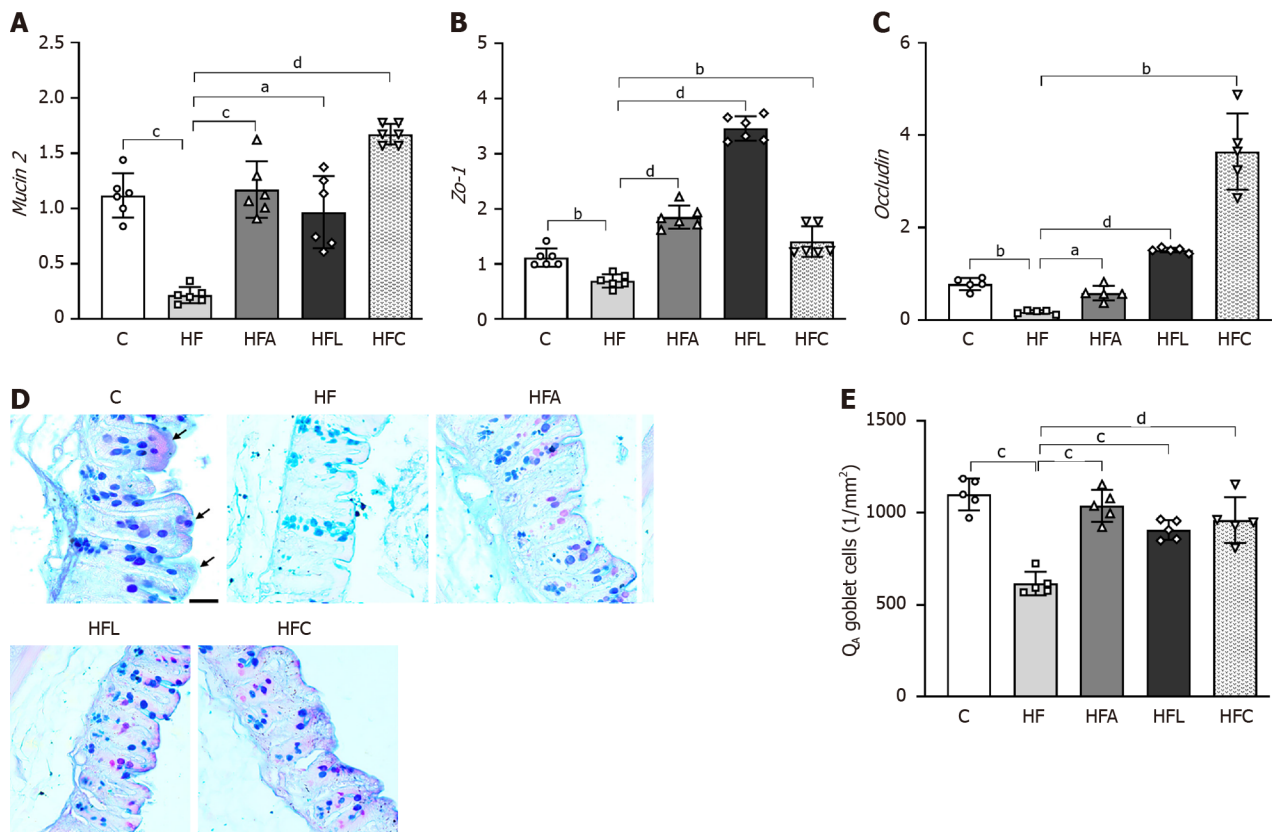 A
Mucin 2
2.5
2.0
1.5
1.0
0.5
0
d
a
c
c
C HF HFA HFL HFC
B
Zo-1
5
4
3
2
1
0
b
d
d
b
C HF HFA HFL HFC
C
Occludin
6
4
2
0
b
d
b a
C HF HFA HFL HFC
D
C HF HFA
HFL HFC
E
QA goblet cells (1/mm²)
1500
1000
500
0
d
c
c c
C HF HFA HFL HFC